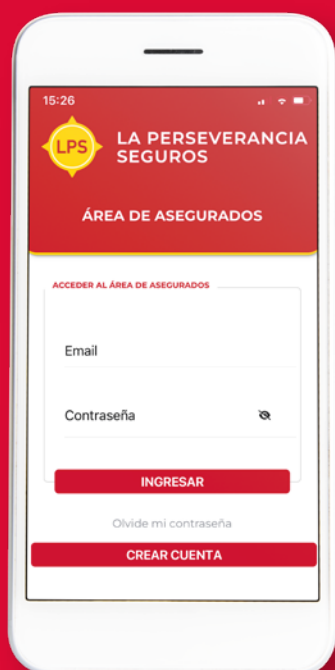 15:26
LPS
LA PERSEVERANCIA
SEGUROS
ÁREA DE ASEGURADOS
ACCEDER AL ÁREA DE ASEGURADOS
Email
Contraseña
INGRESAR
Olvide mi contraseña
CREAR CUENTA